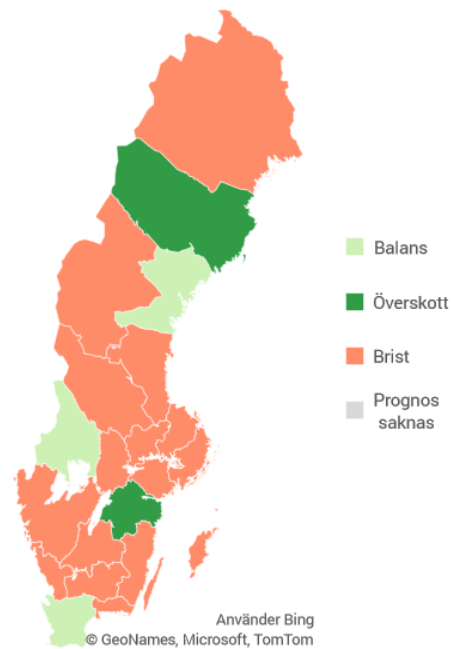 Balans
Överskott
Brist
Prognos
saknas
Använder Bing
© GeoNames, Microsoft, TomTom